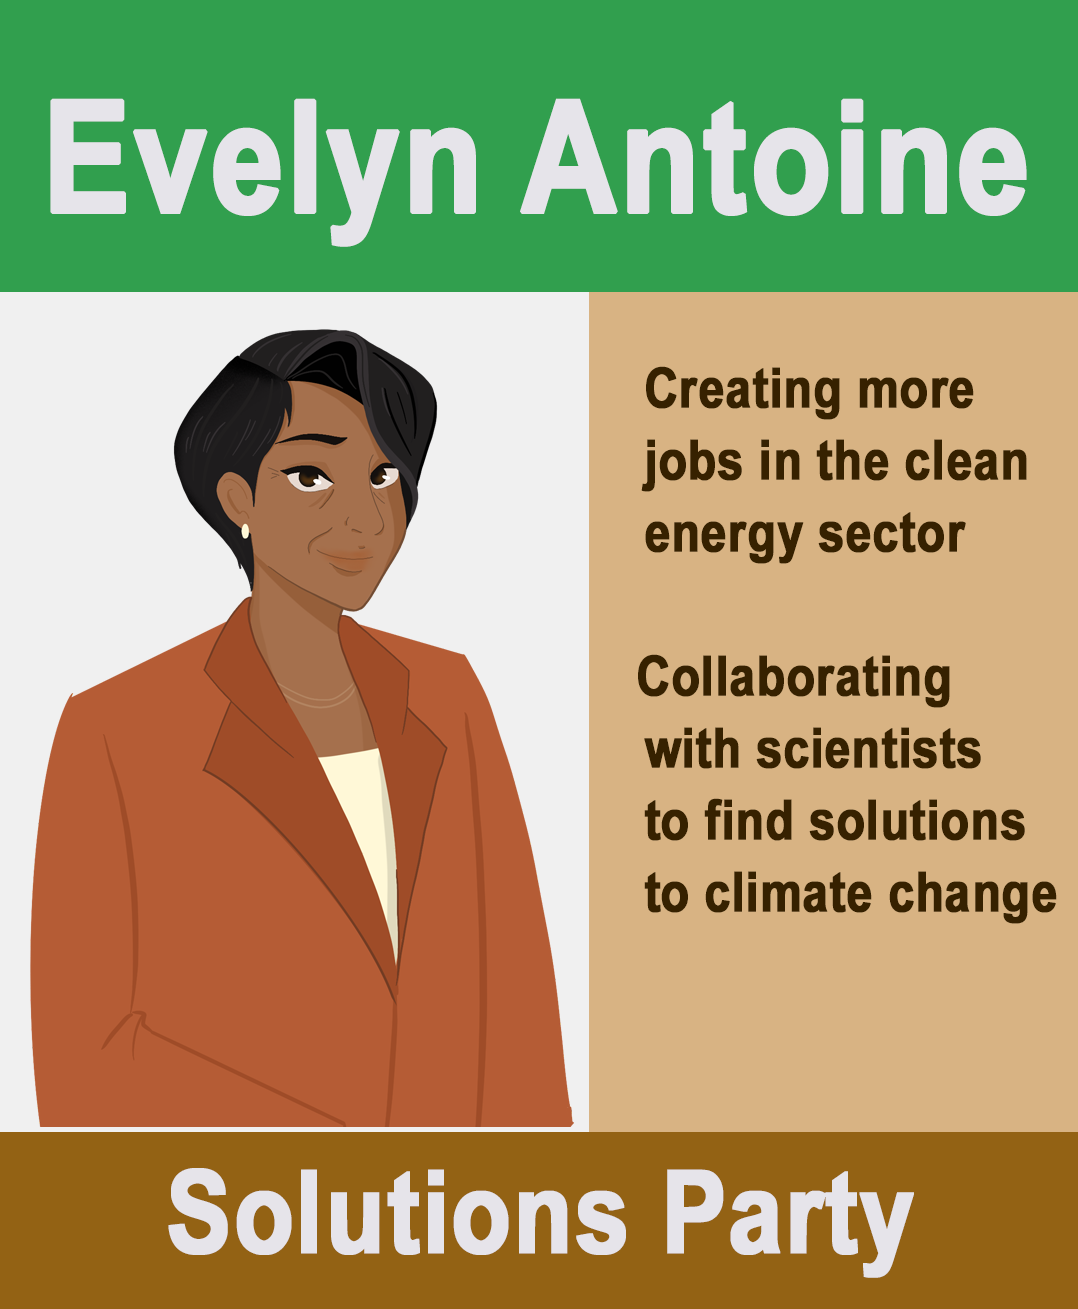 Evelyn Antoine
Creating more
jobs in the clean
energy sector
Collaborating
with scientists
to find solutions
to climate change
Solutions Party